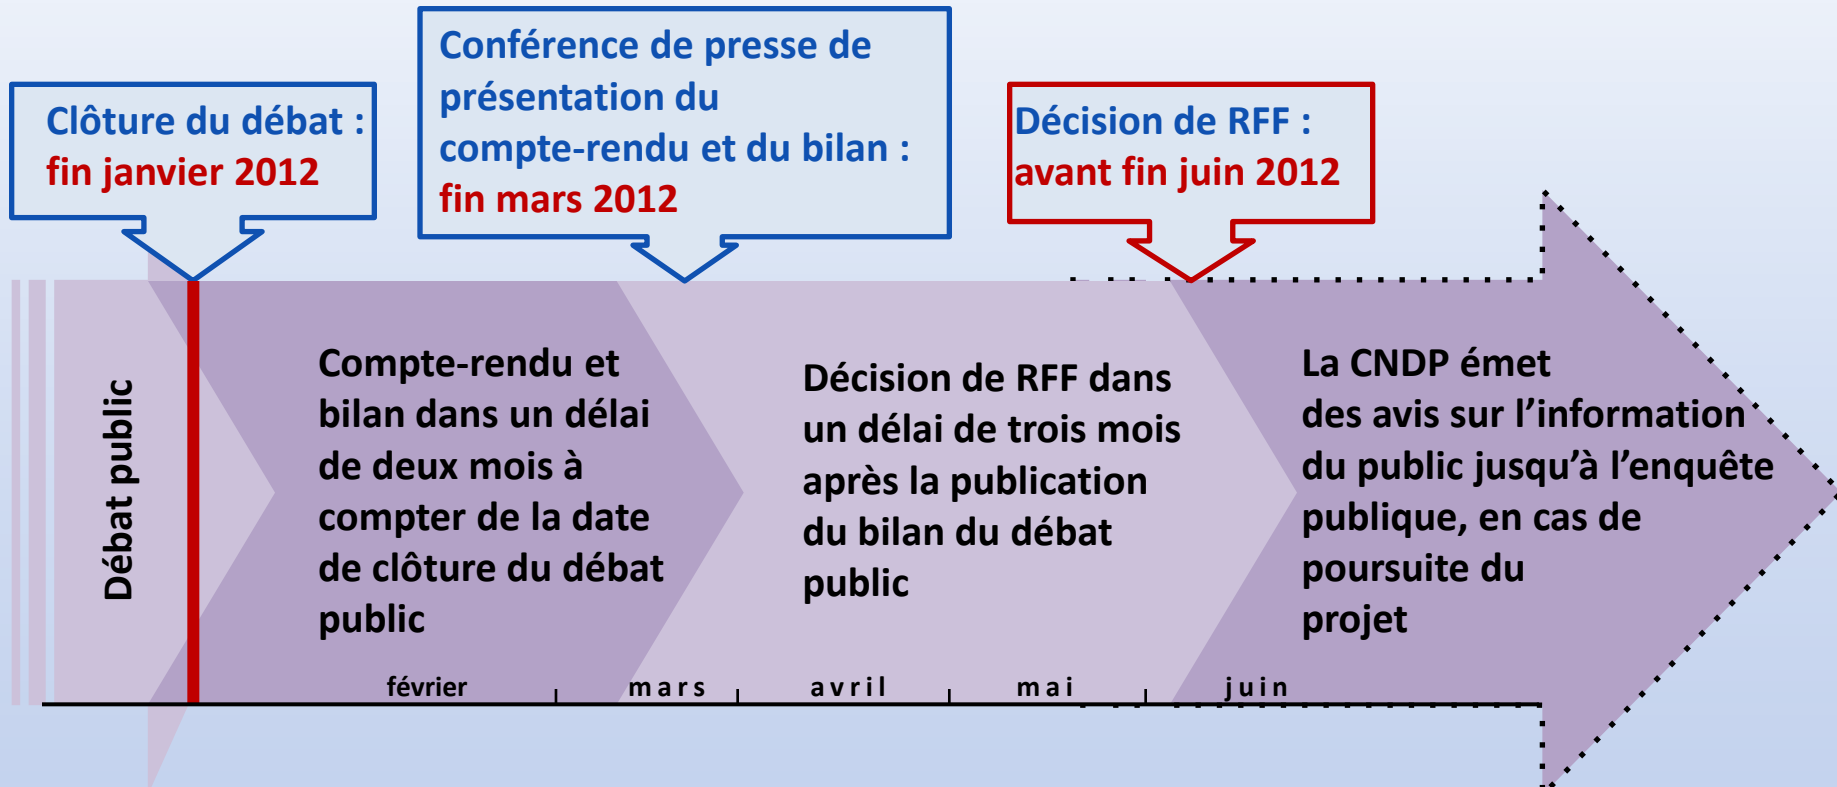 Clôture du débat :
fin janvier 2012
Conférence de presse de
présentation du
compte-rendu et du bilan :
fin mars 2012
Décision de RFF :
avant fin juin 2012
Débat public
Compte-rendu et
bilan dans un délai
de deux mois à
compter de la date
de clôture du débat
public
Décision de RFF dans
un délai de trois mois
après la publication
du bilan du débat
public
La CNDP émet
des avis sur l’information
du public jusqu’à l’enquête
publique, en cas de
poursuite du
projet
février mars avril mai juin